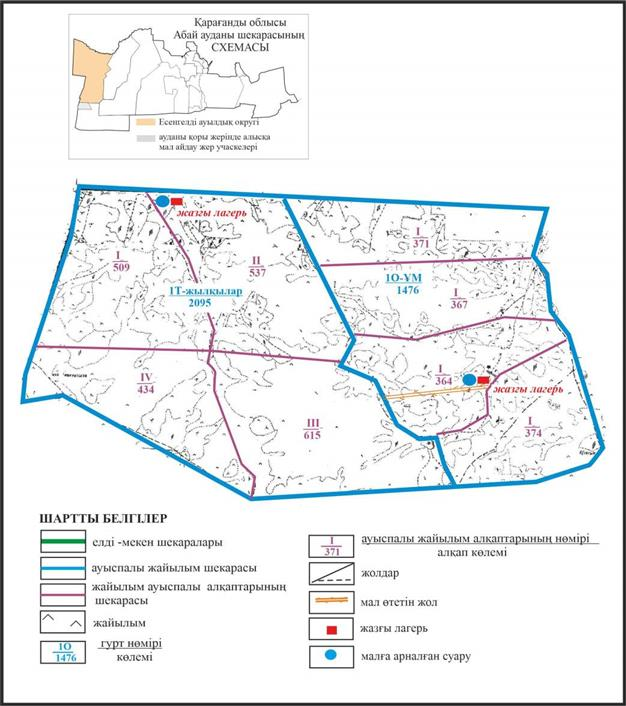 Қарағанды облысы
Абай ауданы шекарасының
СХЕМАСЫ
Есенгелді ауылдық округі
ауданы қоры жерінде алысқа
мал айдау жер учаскелері
жазғы лагерь
I
509
II
537
1Т-жылқылар
2095
IV
434
III
615
I
371
1О-ҰМ
1476
I
367
I
364
жазғы лагерь
I
374
ШАРТТЫ БЕЛГІЛЕР
елді -мекен шекаралары
ауыспалы жайылым шекарасы
жайылым ауыспалы алқаптарының
шекарасы
жайылым
1О
1476
гурт нөмірі
көлемі
I
371
ауыспалы жайылым алқаптарының нөмірі
алқап көлемі
жолдар
мал өтетін жол
жазғы лагерь
малға арналған суару